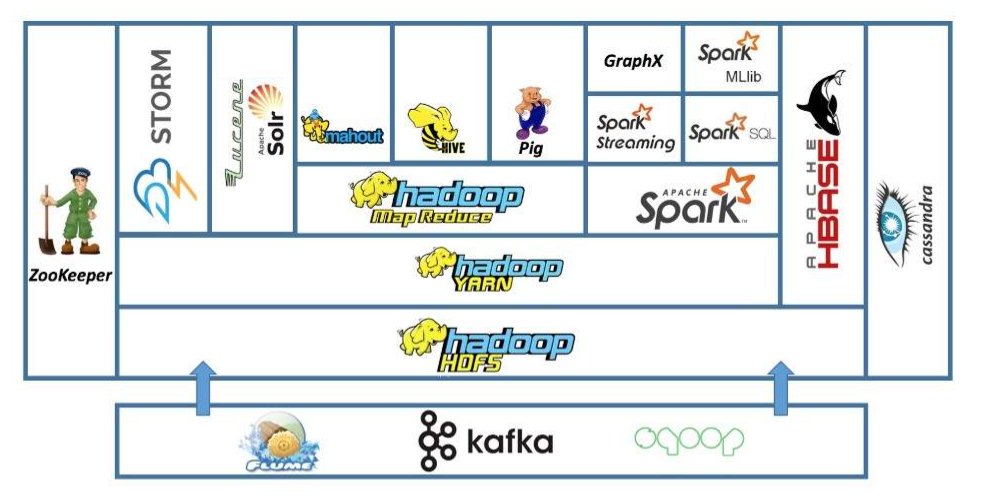 ZooKeeper
STORM
Lucene
Apache
Solr
mahout
HIVE
Pig
GraphX
Spark
MLlib
Spark
Streaming
Spark SQL
hadoop
Map Reduce
APACHE
Spark™
APACHE
HBASE
cassandra
hadoop
YARN
hadoop
HDFS
FLUME
kafka
sqoop